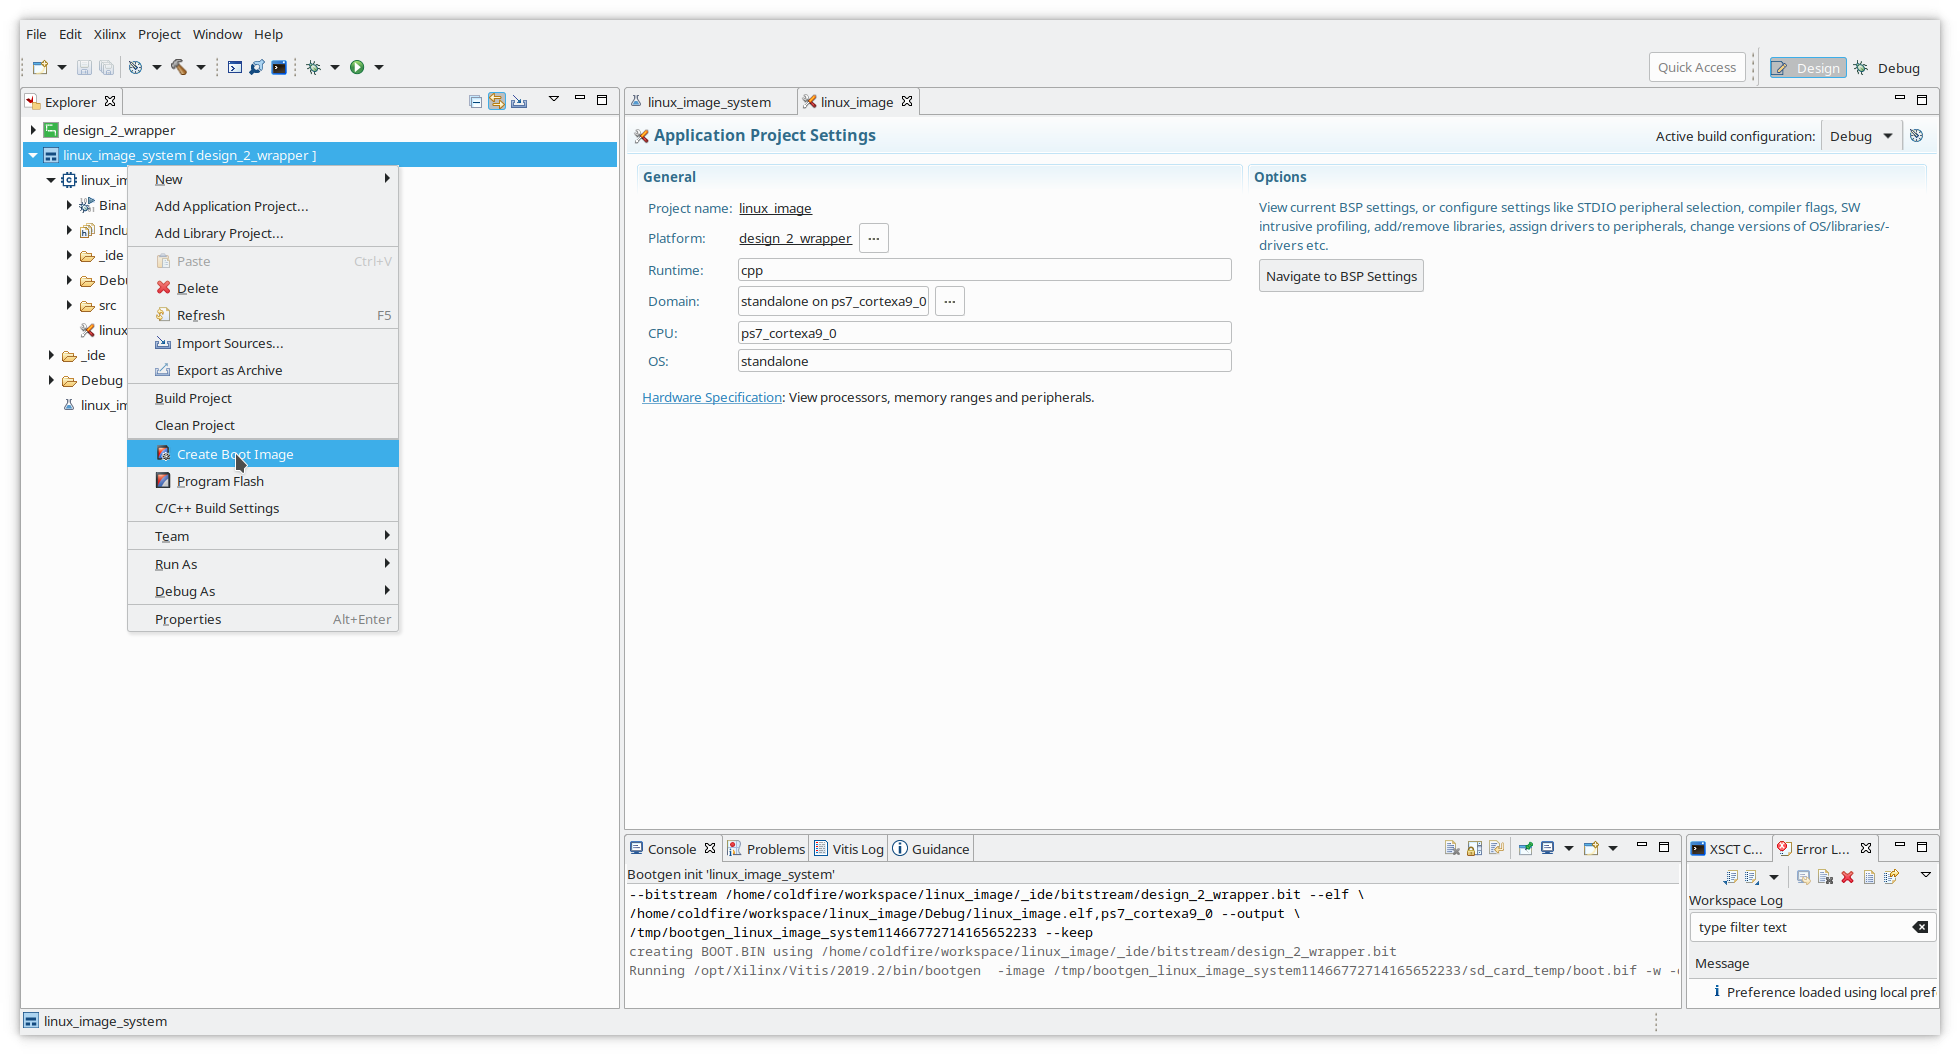 File Edit Xilinx Project Window Help
Quick Access
Design
Debug
Explorer
design_2_wrapper
linux_image_system [ design_2_wrapper ]
linux_im
Bina
Inclu
_ide
Debu
src
linux
_ide
Debug
linux_im
New
Add Application Project...
Add Library Project...
Paste Ctrl+V
Delete
Refresh F5
Import Sources...
Export as Archive
Build Project
Clean Project
Create Boot Image
Program Flash
C/C++ Build Settings
Team
Run As
Debug As
Properties Alt+Enter
linux_image_system
linux_image
Application Project Settings
Active build configuration: Debug
General
Project name: linux_image
Platform: design_2_wrapper ...
Runtime: cpp
Domain: standalone on ps7_cortexa9_0 ...
CPU: ps7_cortexa9_0
OS: standalone
Hardware Specification: View processors, memory ranges and peripherals.
Options
View current BSP settings, or configure settings like STDIO peripheral selection, compiler flags, SW
intrusive profiling, add/remove libraries, assign drivers to peripherals, change versions of OS/libraries/-
drivers etc.
Navigate to BSP Settings
Console Problems Vitis Log Guidance
Bootgen init 'linux_image_system'
--bitstream /home/coldfire/workspace/linux_image/_ide/bitstream/design_2_wrapper.bit --elf \
/home/coldfire/workspace/linux_image/Debug/linux_image.elf,ps7_cortexa9_0 --output \
/tmp/bootgen_linux_image_system11466772714165652233 --keep
creating BOOT.BIN using /home/coldfire/workspace/linux_image/_ide/bitstream/design_2_wrapper.bit
Running /opt/Xilinx/Vitis/2019.2/bin/bootgen  -image /tmp/bootgen_linux_image_system11466772714165652233/sd_card_temp/boot.bif -w -
XSCT C... Error L...
Workspace Log
type filter text
Message
Preference loaded using local pref
linux_image_system